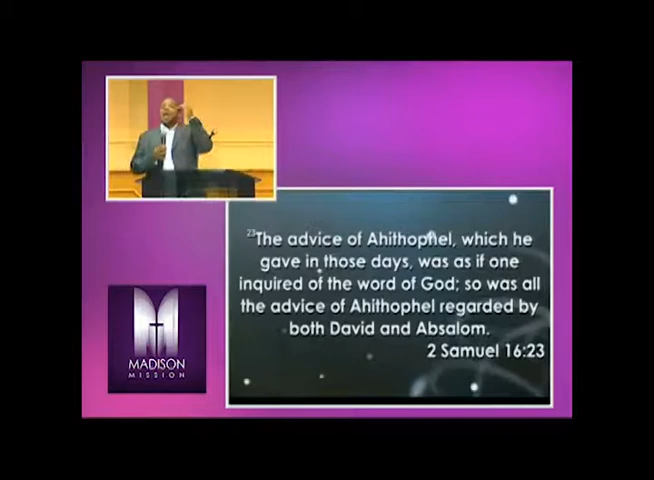 ²³The advice of Ahithophel, which he
gave in those days, was as if one
inquired of the word of God; so was all
the advice of Ahithophel regarded by
both David and Absalom.
2 Samuel 16:23
MADISON
MISSION